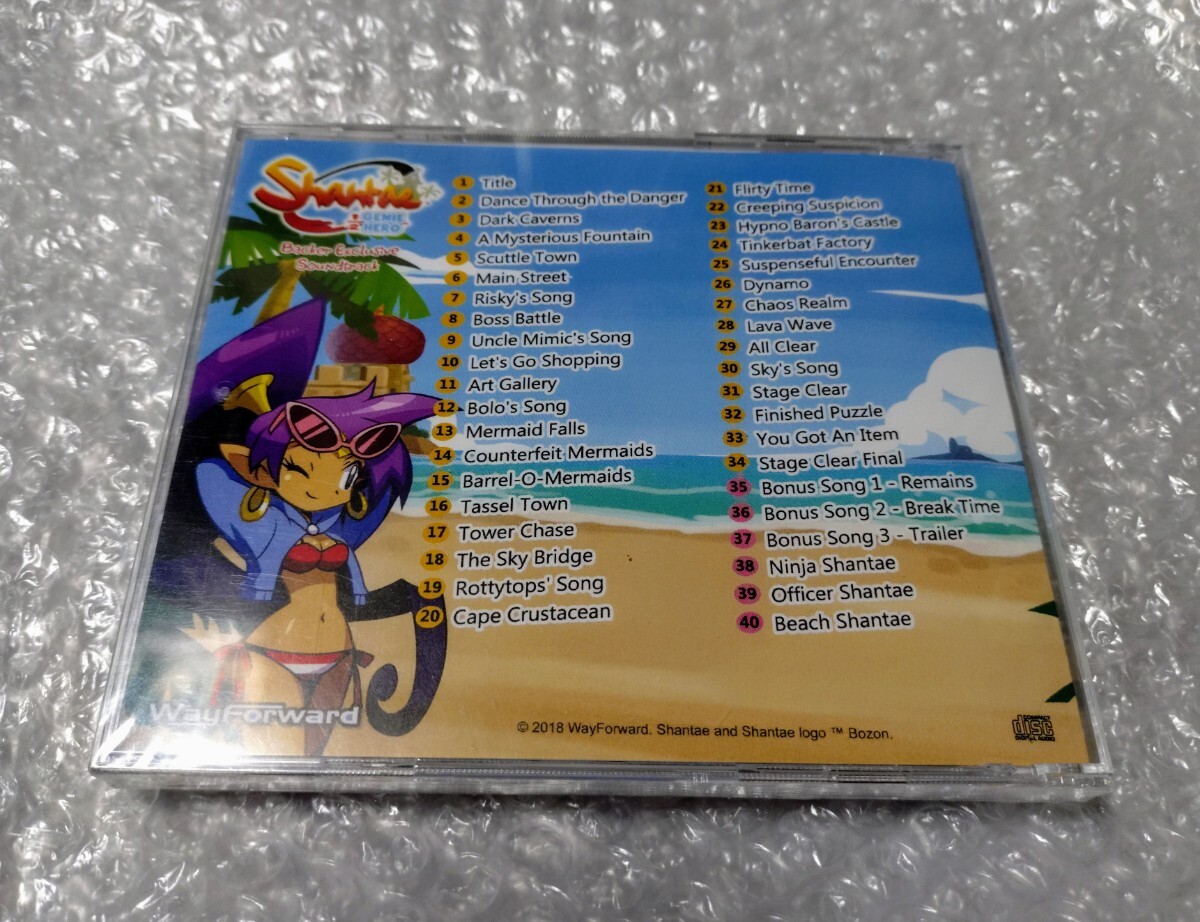 Shantae
1/2 GENIE
HERO
Backer Exclusive
Soundtrack
1 Title
2 Dance Through the Danger
3 Dark Caverns
4 A Mysterious Fountain
5 Scuttle Town
6 Main Street
7 Risky's Song
8 Boss Battle
9 Uncle Mimic's Song
10 Let's Go Shopping
11 Art Gallery
12 Bolo's Song
13 Mermaid Falls
14 Counterfeit Mermaids
15 Barrel-O-Mermaids
16 Tassel Town
17 Tower Chase
18 The Sky Bridge
19 Rottytops' Song
20 Cape Crustacean
21 Flirty Time
22 Creeping Suspicion
23 Hypno Baron's Castle
24 Tinkerbat Factory
25 Suspenseful Encounter
26 Dynamo
27 Chaos Realm
28 Lava Wave
29 All Clear
30 Sky's Song
31 Stage Clear
32 Finished Puzzle
33 You Got An Item
34 Stage Clear Final
35 Bonus Song 1 - Remains
36 Bonus Song 2 - Break Time
37 Bonus Song 3 - Trailer
38 Ninja Shantae
39 Officer Shantae
40 Beach Shantae
WayForward
© 2018 WayForward. Shantae and Shantae logo ™ Bozon.
COMPACT
disc
DIGITAL AUDIO